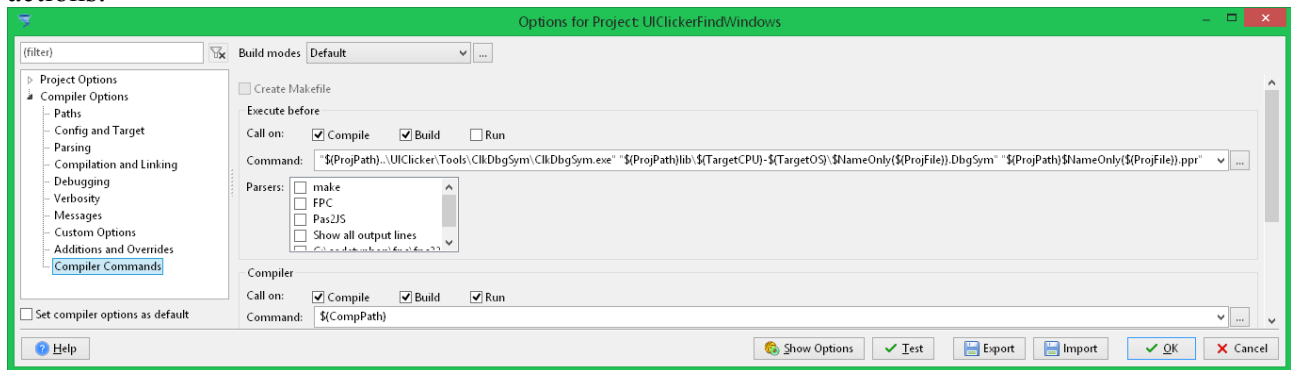 actions.
Options for Project: UIClickerFindWindows
(filter)
Build modes Default ...
Project Options
Compiler Options
Paths
Config and Target
Parsing
Compilation and Linking
Debugging
Verbosity
Messages
Custom Options
Additions and Overrides
Compiler Commands
Set compiler options as default
Create Makefile
Execute before
Call on: Compile Build Run
Command: "$(ProjPath)..\UIClicker\Tools\ClkDbgSym\ClkDbgSym.exe" "$(ProjPath)lib\$(TargetCPU)-$(TargetOS)\$NameOnly($(ProjFile)).DbgSym" "$(ProjPath)$NameOnly($(ProjFile)).ppr" ...
Parsers: make
FPC
Pas2JS
Show all output lines
Compiler
Call on: Compile Build Run
Command: $(CompPath) ...
Help Show Options Test Export Import OK Cancel